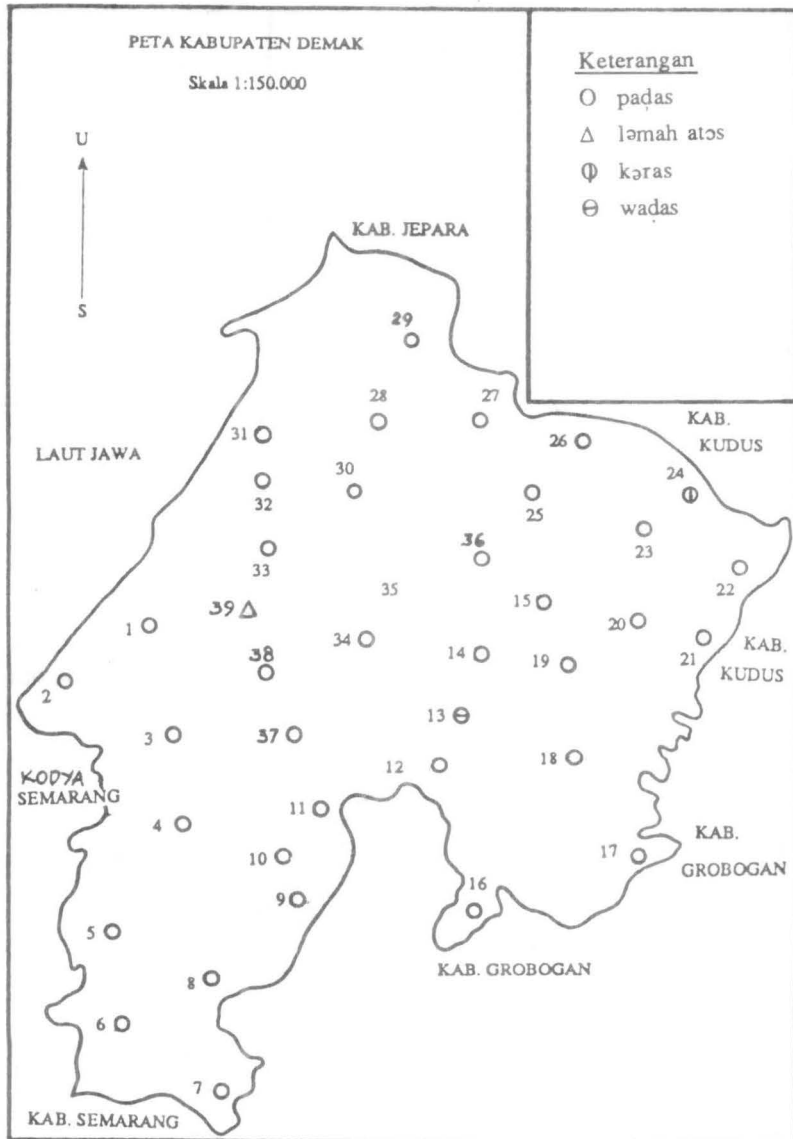 PETA KABUPATEN DEMAK
Skala 1:150.000
Keterangan
padas
Δ ləmah atɔs
kəras
waḍas
U
S
KAB. JEPARA
29
28
27
31
26
KAB.
KUDUS
LAUT JAWA
30
24
32
25
23
36
33
22
35
39
15
1
20
34
14
19
21
KAB.
KUDUS
38
2
13
3
37
12
18
KODYA
SEMARANG
11
4
KAB.
GROBOGAN
10
17
9
16
5
KAB. GROBOGAN
8
6
7
KAB. SEMARANG